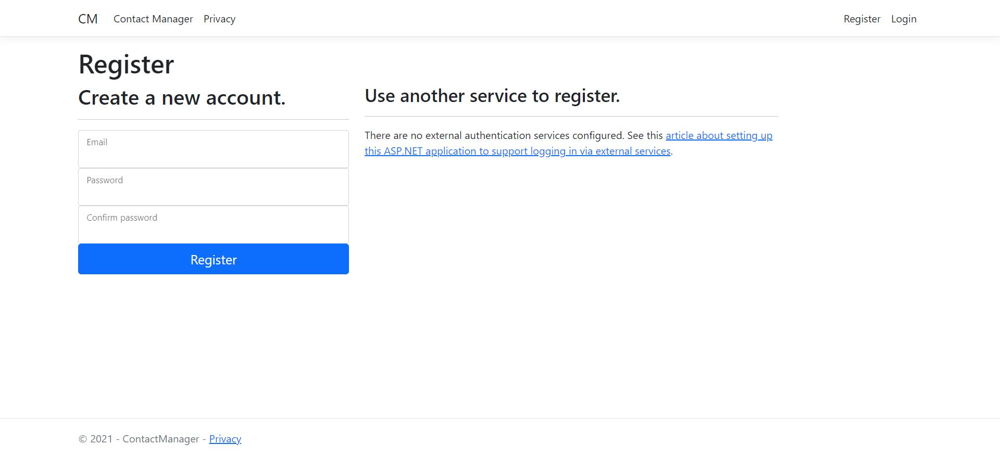 CM Contact Manager Privacy Register Login
Register
Create a new account.
Email
Password
Confirm password
Register
Use another service to register.
There are no external authentication services configured. See this article about setting up
this ASP.NET application to support logging in via external services.
© 2021 - ContactManager - Privacy